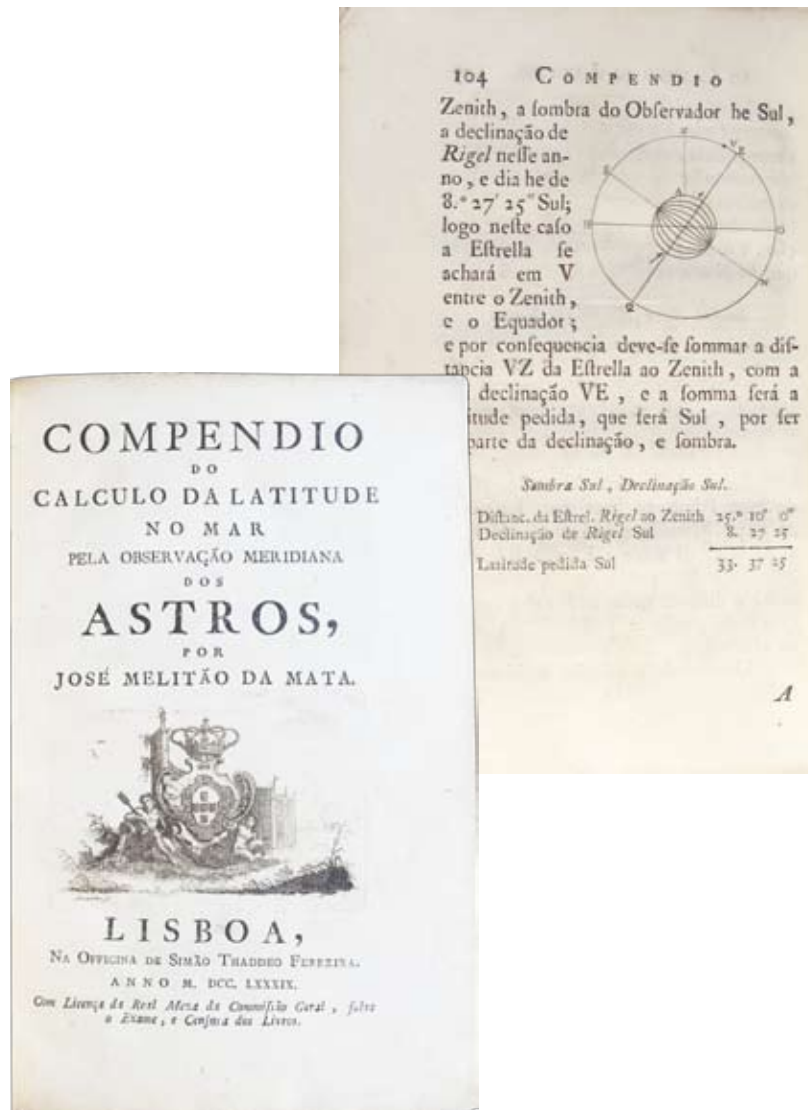 104 COMPENDIO
Zenith, a ſombra do Obſervador he Sul,
a declinação de
Rigel neſſe an-
no, e dia he de
8.º 27' 25" Sul;
logo neſte caſo
a Eſtrella ſe
achará em V
entre o Zenith,
e o Equador;
e por conſequencia deve-ſe ſommar a diſ-
tancia VZ da Eſtrella ao Zenith, com a
declinação VE, e a ſomma ſerá a
itude pedida, que ſerá Sul, por ſer
parte da declinação, e ſombra.
Sombra Sul, Declinação Sul.
Diſtanc. da Eſtrel. Rigel ao Zenith 25.º 10' 0"
Declinação de Rigel Sul 8. 27 25
Latitude pedida Sul 33. 37 25
A
COMPENDIO
DO
CALCULO DA LATITUDE
NO MAR
PELA OBSERVAÇÃO MERIDIANA
DOS
ASTROS,
POR
JOSÉ MELITÃO DA MATA.
LISBOA,
NA OFFICINA DE SIMÃO THADDEO FERREIRA.
ANNO M. DCC. LXXXIX.
Com Licença da Real Meza da Commiſſão Geral, ſobre
o Exame, e Cenſura dos Livros.